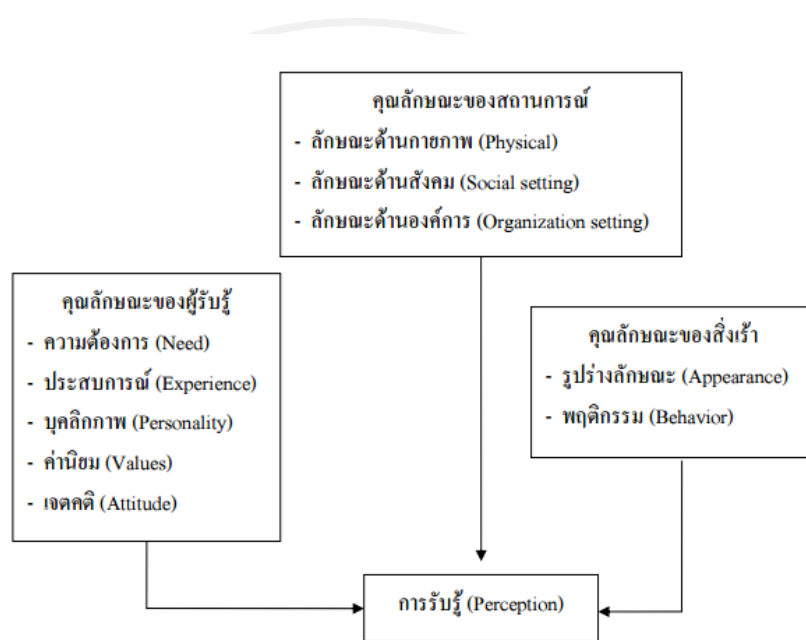 คุณลักษณะของสถานการณ์
- ลักษณะด้านกายภาพ (Physical)
- ลักษณะด้านสังคม (Social setting)
- ลักษณะด้านองค์การ (Organization setting)
คุณลักษณะของผู้รับรู้
- ความต้องการ (Need)
- ประสบการณ์ (Experience)
- บุคลิกภาพ (Personality)
- ค่านิยม (Values)
- เจตคติ (Attitude)
คุณลักษณะของสิ่งเร้า
- รูปร่างลักษณะ (Appearance)
- พฤติกรรม (Behavior)
การรับรู้ (Perception)